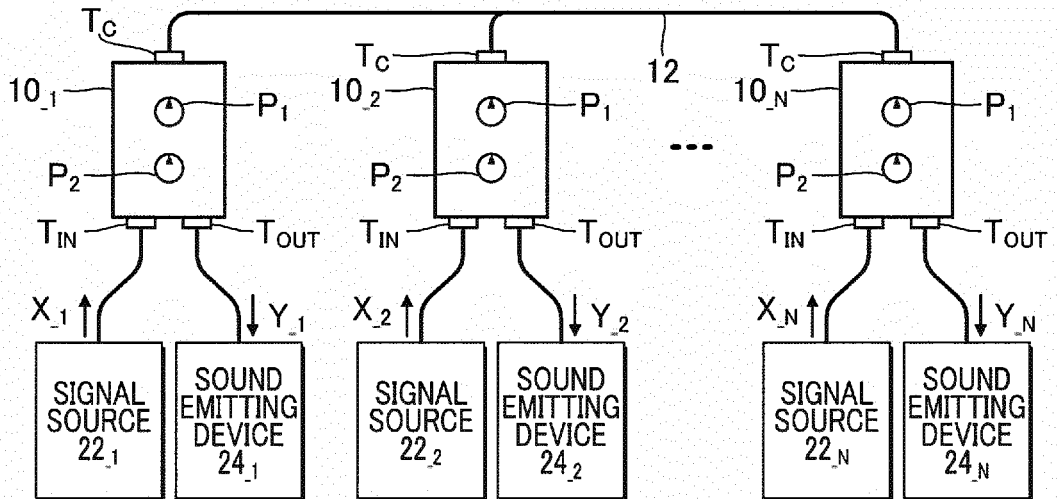 T_C T_C 12 T_C
10_1 10_2 10_N
P_1 P_1 P_1
P_2 P_2 ... P_2
T_IN T_OUT T_IN T_OUT T_IN T_OUT
X_1 Y_1 X_2 Y_2 X_N Y_N
SIGNAL
SOURCE
22_1
SOUND
EMITTING
DEVICE
24_1
SIGNAL
SOURCE
22_2
SOUND
EMITTING
DEVICE
24_2
SIGNAL
SOURCE
22_N
SOUND
EMITTING
DEVICE
24_N